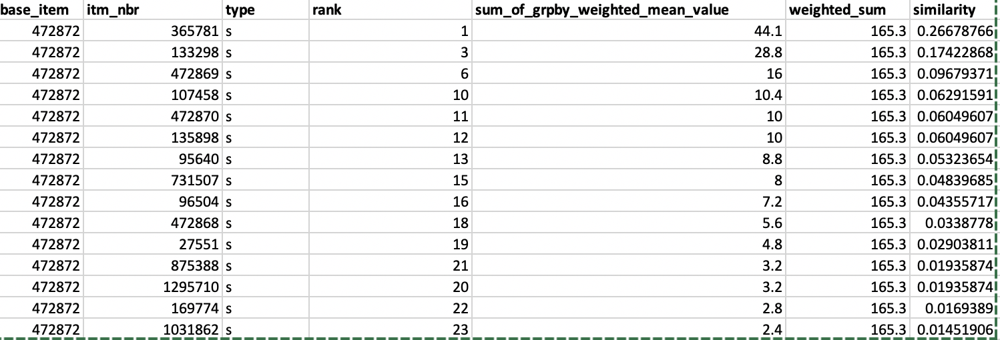 base_item itm_nbr type rank sum_of_grpby_weighted_mean_value weighted_sum similarity
472872 365781 s 1 44.1 165.3 0.26678766
472872 133298 s 3 28.8 165.3 0.17422868
472872 472869 s 6 16 165.3 0.09679371
472872 107458 s 10 10.4 165.3 0.06291591
472872 472870 s 11 10 165.3 0.06049607
472872 135898 s 12 10 165.3 0.06049607
472872 95640 s 13 8.8 165.3 0.05323654
472872 731507 s 15 8 165.3 0.04839685
472872 96504 s 16 7.2 165.3 0.04355717
472872 472868 s 18 5.6 165.3 0.0338778
472872 27551 s 19 4.8 165.3 0.02903811
472872 875388 s 21 3.2 165.3 0.01935874
472872 1295710 s 20 3.2 165.3 0.01935874
472872 169774 s 22 2.8 165.3 0.0169389
472872 1031862 s 23 2.4 165.3 0.01451906